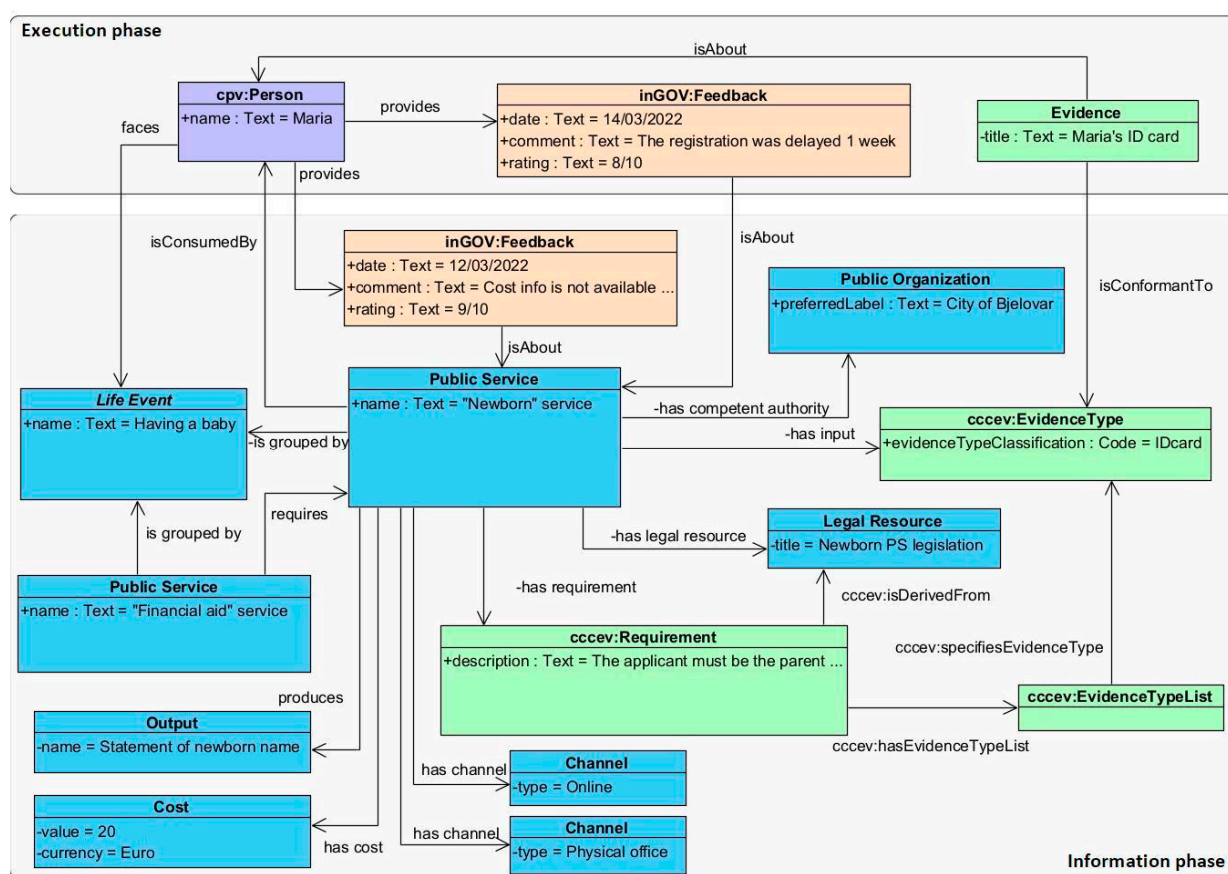 Execution phase
isAbout
cpv:Person
+name : Text = Maria
provides
inGOV:Feedback
+date : Text = 14/03/2022
+comment : Text = The registration was delayed 1 week
+rating : Text = 8/10
Evidence
-title : Text = Maria's ID card
faces
provides
isConsumedBy
inGOV:Feedback
+date : Text = 12/03/2022
+comment : Text = Cost info is not available ...
+rating : Text = 9/10
isAbout
isAbout
Public Organization
+preferredLabel : Text = City of Bjelovar
isConformantTo
Life Event
+name : Text = Having a baby
Public Service
+name : Text = "Newborn" service
-has competent authority
-is grouped by
-has input
cccev:EvidenceType
+evidenceTypeClassification : Code = IDcard
is grouped by
requires
-has legal resource
Legal Resource
-title = Newborn PS legislation
Public Service
+name : Text = "Financial aid" service
-has requirement
cccev:isDerivedFrom
cccev:Requirement
+description : Text = The applicant must be the parent ...
cccev:specifiesEvidenceType
cccev:EvidenceTypeList
cccev:hasEvidenceTypeList
produces
Output
-name = Statement of newborn name
has channel
Channel
-type = Online
Cost
-value = 20
-currency = Euro
has cost
has channel
Channel
-type = Physical office
Information phase